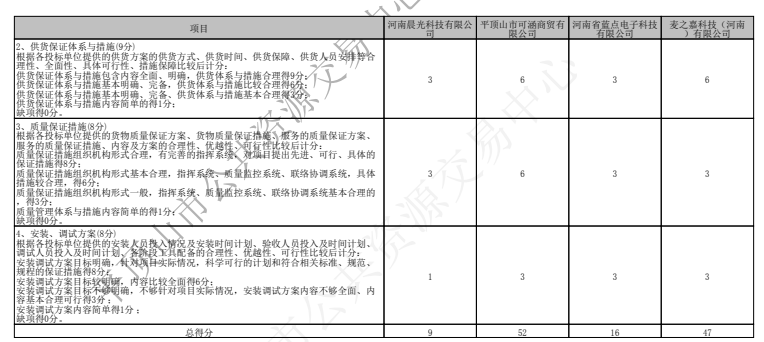 项目
河南晨光科技有限公
司
平顶山市可涵商贸有
限公司
河南省蓝点电子科技
有限公司
麦之嘉科技（河南
）有限公司
2、供货保证体系与措施(9分)
根据各投标单位提供的供货方案的供货方式、供货时间、供货保障、供货人员安排等合
理性、全面性、具体可行性、措施保障比较后计分；
供货保证体系与措施包含内容全面、明确，供货体系与措施合理得9分；
供货保证体系与措施基本明确、完备，供货体系与措施比较合理得6分；
供货保证体系与措施基本明确、完备，供货体系与措施基本合理得3分；
供货保证体系与措施内容简单的得1分；
缺项得0分。
3
6
3
6
3、质量保证措施(8分)
根据各投标单位提供的货物质量保证方案、货物质量保证措施、服务的质量保证方案、
服务的质量保证措施、内容及方案的合理性、优越性、可行性比较后计分；
质量保证措施组织机构形式合理，有完善的指挥系统，对项目提出先进、可行、具体的
保证措施得8分；
质量保证措施组织机构形式基本合理，指挥系统、质量监控系统、联络协调系统，具体
措施较合理，得6分；
质量保证措施组织机构形式一般，指挥系统、质量监控系统、联络协调系统基本合理的
，得3分；
质量管理体系与措施内容简单的得1分；
缺项得0分。
3
6
3
3
4、安装、调试方案(8分)
根据各投标单位提供的安装人员投入情况及安装时间计划、验收人员投入及时间计划、
调试人员投入及时间计划、各阶段工具配备的合理性、优越性、可行性比较后计分；
安装调试方案目标明确，针对项目实际情况，科学可行的计划和符合相关标准、规范、
规程的保证措施得8分；
安装调试方案目标较明确，内容比较全面得6分；
安装调试方案目标不够明确，不够针对项目实际情况，安装调试方案内容不够全面、内
容基本合理可行得3分；
安装调试方案内容简单得1分；
缺项得0分。
1
3
3
3
总得分
9
52
16
47
平顶山市公共资源交易中心
市公共资源交易中心